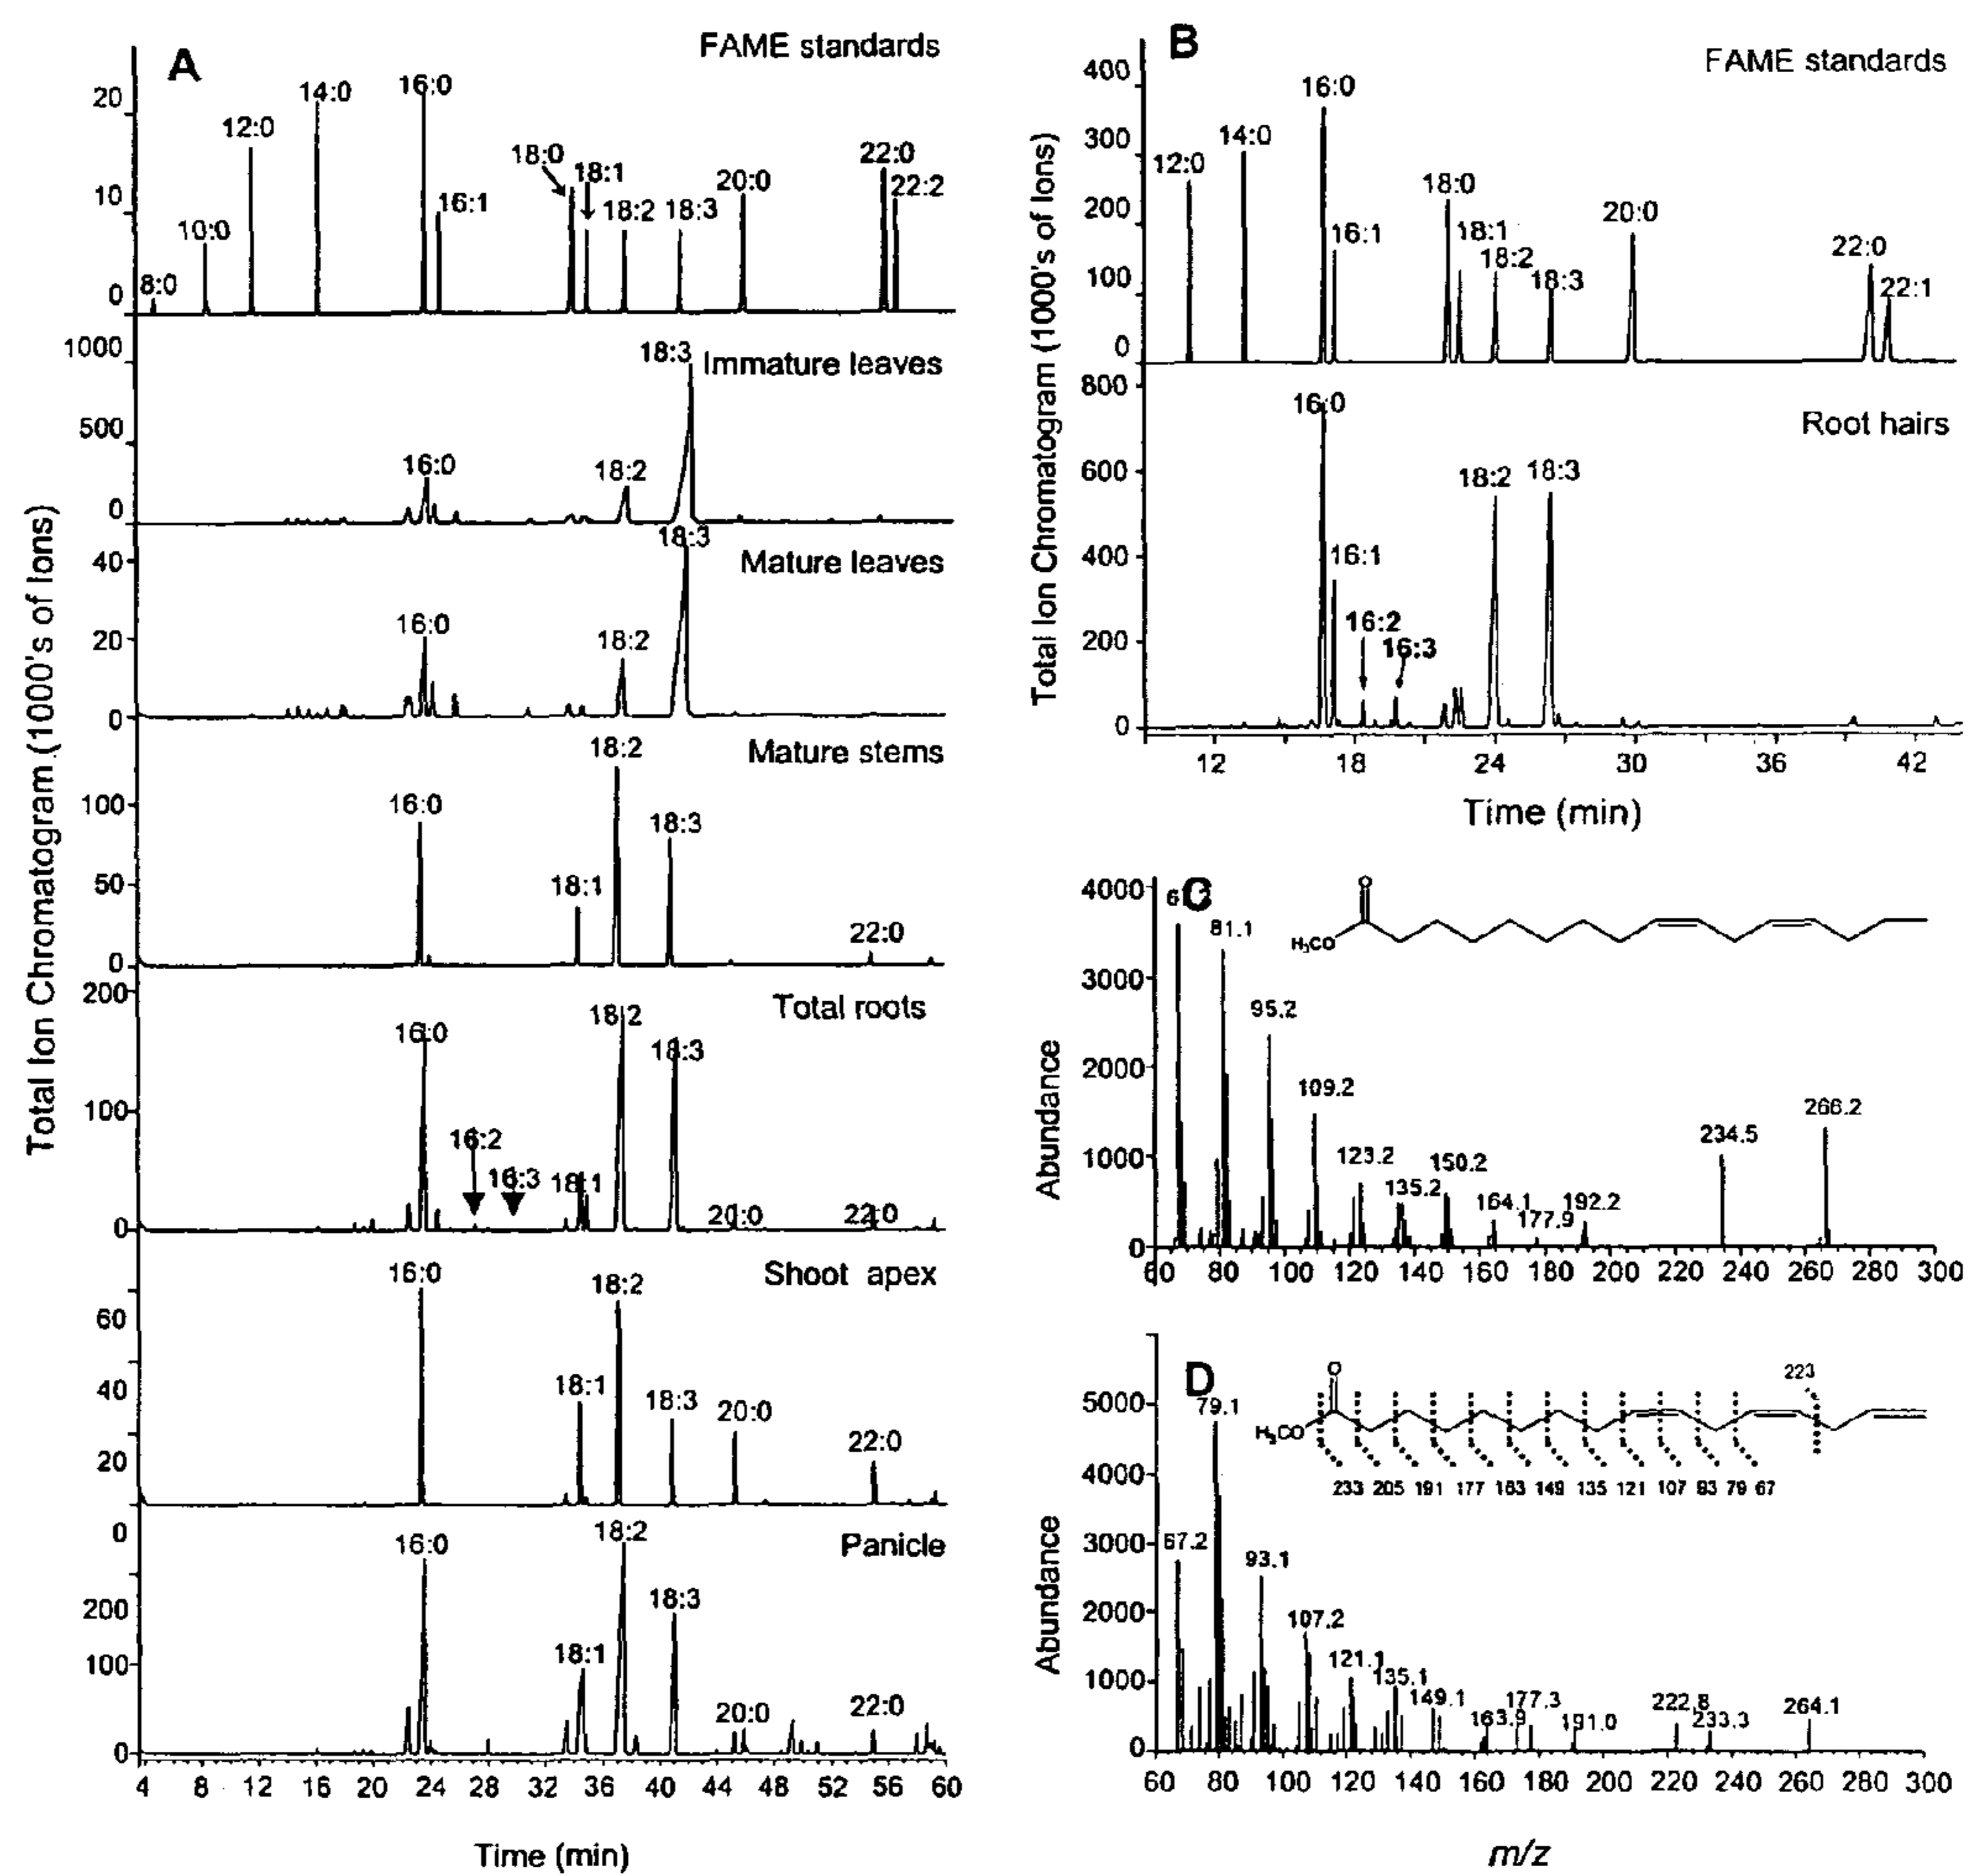 A
FAME standards
8:0 10:0 12:0 14:0 16:0 16:1 18:0 18:1 18:2 18:3 20:0 22:0 22:2
20
10
0
Immature leaves
16:0 18:2 18:3
1000
500
0
Mature leaves
16:0 18:2 18:3
40
20
0
Mature stems
16:0 18:1 18:2 18:3 22:0
100
50
0
Total roots
16:0 16:2 16:3 18:1 18:2 18:3 20:0 22:0
200
100
0
Shoot apex
16:0 18:1 18:2 18:3 20:0 22:0
60
40
20
0
Panicle
16:0 18:1 18:2 18:3 20:0 22:0
200
100
0
4 8 12 16 20 24 28 32 36 40 44 48 52 56 60
Time (min)
Total Ion Chromatogram (1000's of Ions)
B
FAME standards
12:0 14:0 16:0 16:1 18:0 18:1 18:2 18:3 20:0 22:0 22:1
400
300
200
100
0
Root hairs
16:0 16:1 16:2 16:3 18:2 18:3
800
600
400
200
0
12 18 24 30 36 42
Time (min)
Total Ion Chromatogram (1000's of Ions)
C
O
H3CO
81.1 95.2 109.2 123.2 135.2 150.2 164.1 177.9 192.2 234.5 266.2
4000
3000
2000
1000
0
60 80 100 120 140 160 180 200 220 240 260 280 300
Abundance
D
O
H3CO
223
233 205 191 177 163 149 135 121 107 93 79 67
67.2 79.1 93.1 107.2 121.1 135.1 149.1 163.9 177.3 191.0 222.8 233.3 264.1
5000
4000
3000
2000
1000
0
60 80 100 120 140 160 180 200 220 240 260 280 300
Abundance
m/z